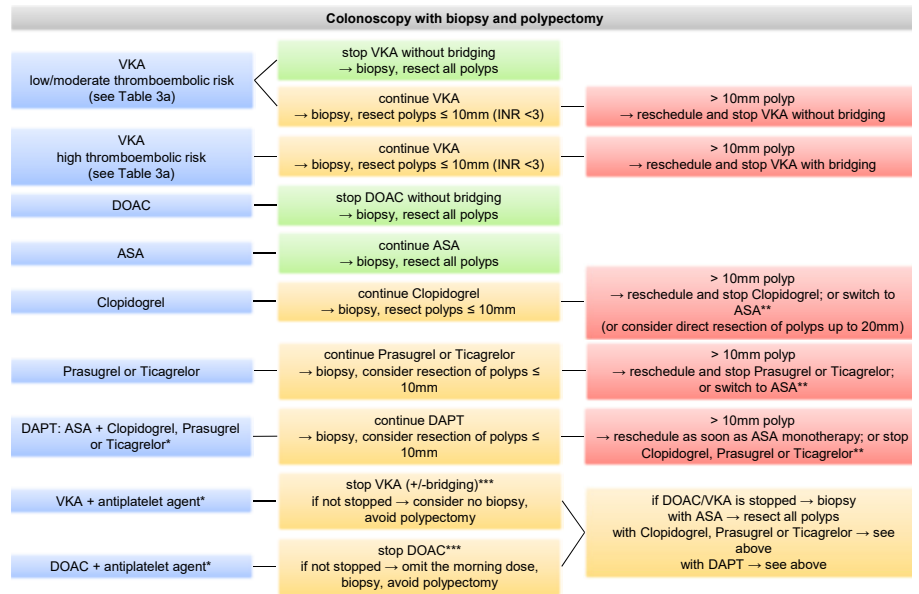 Colonoscopy with biopsy and polypectomy
VKA
low/moderate thromboembolic risk
(see Table 3a)
stop VKA without bridging
→ biopsy, resect all polyps
continue VKA
→ biopsy, resect polyps ≤ 10mm (INR <3)
> 10mm polyp
→ reschedule and stop VKA without bridging
VKA
high thromboembolic risk
(see Table 3a)
continue VKA
→ biopsy, resect polyps ≤ 10mm (INR <3)
> 10mm polyp
→ reschedule and stop VKA with bridging
DOAC
stop DOAC without bridging
→ biopsy, resect all polyps
ASA
continue ASA
→ biopsy, resect all polyps
Clopidogrel
continue Clopidogrel
→ biopsy, resect polyps ≤ 10mm
> 10mm polyp
→ reschedule and stop Clopidogrel; or switch to
ASA**
(or consider direct resection of polyps up to 20mm)
Prasugrel or Ticagrelor
continue Prasugrel or Ticagrelor
→ biopsy, consider resection of polyps ≤
10mm
> 10mm polyp
→ reschedule and stop Prasugrel or Ticagrelor;
or switch to ASA**
DAPT: ASA + Clopidogrel, Prasugrel
or Ticagrelor*
continue DAPT
→ biopsy, consider resection of polyps ≤
10mm
> 10mm polyp
→ reschedule as soon as ASA monotherapy; or stop
Clopidogrel, Prasugrel or Ticagrelor**
VKA + antiplatelet agent*
stop VKA (+/-bridging)***
if not stopped → consider no biopsy,
avoid polypectomy
DOAC + antiplatelet agent*
stop DOAC***
if not stopped → omit the morning dose,
biopsy, avoid polypectomy
if DOAC/VKA is stopped → biopsy
with ASA → resect all polyps
with Clopidogrel, Prasugrel or Ticagrelor → see
above
with DAPT → see above